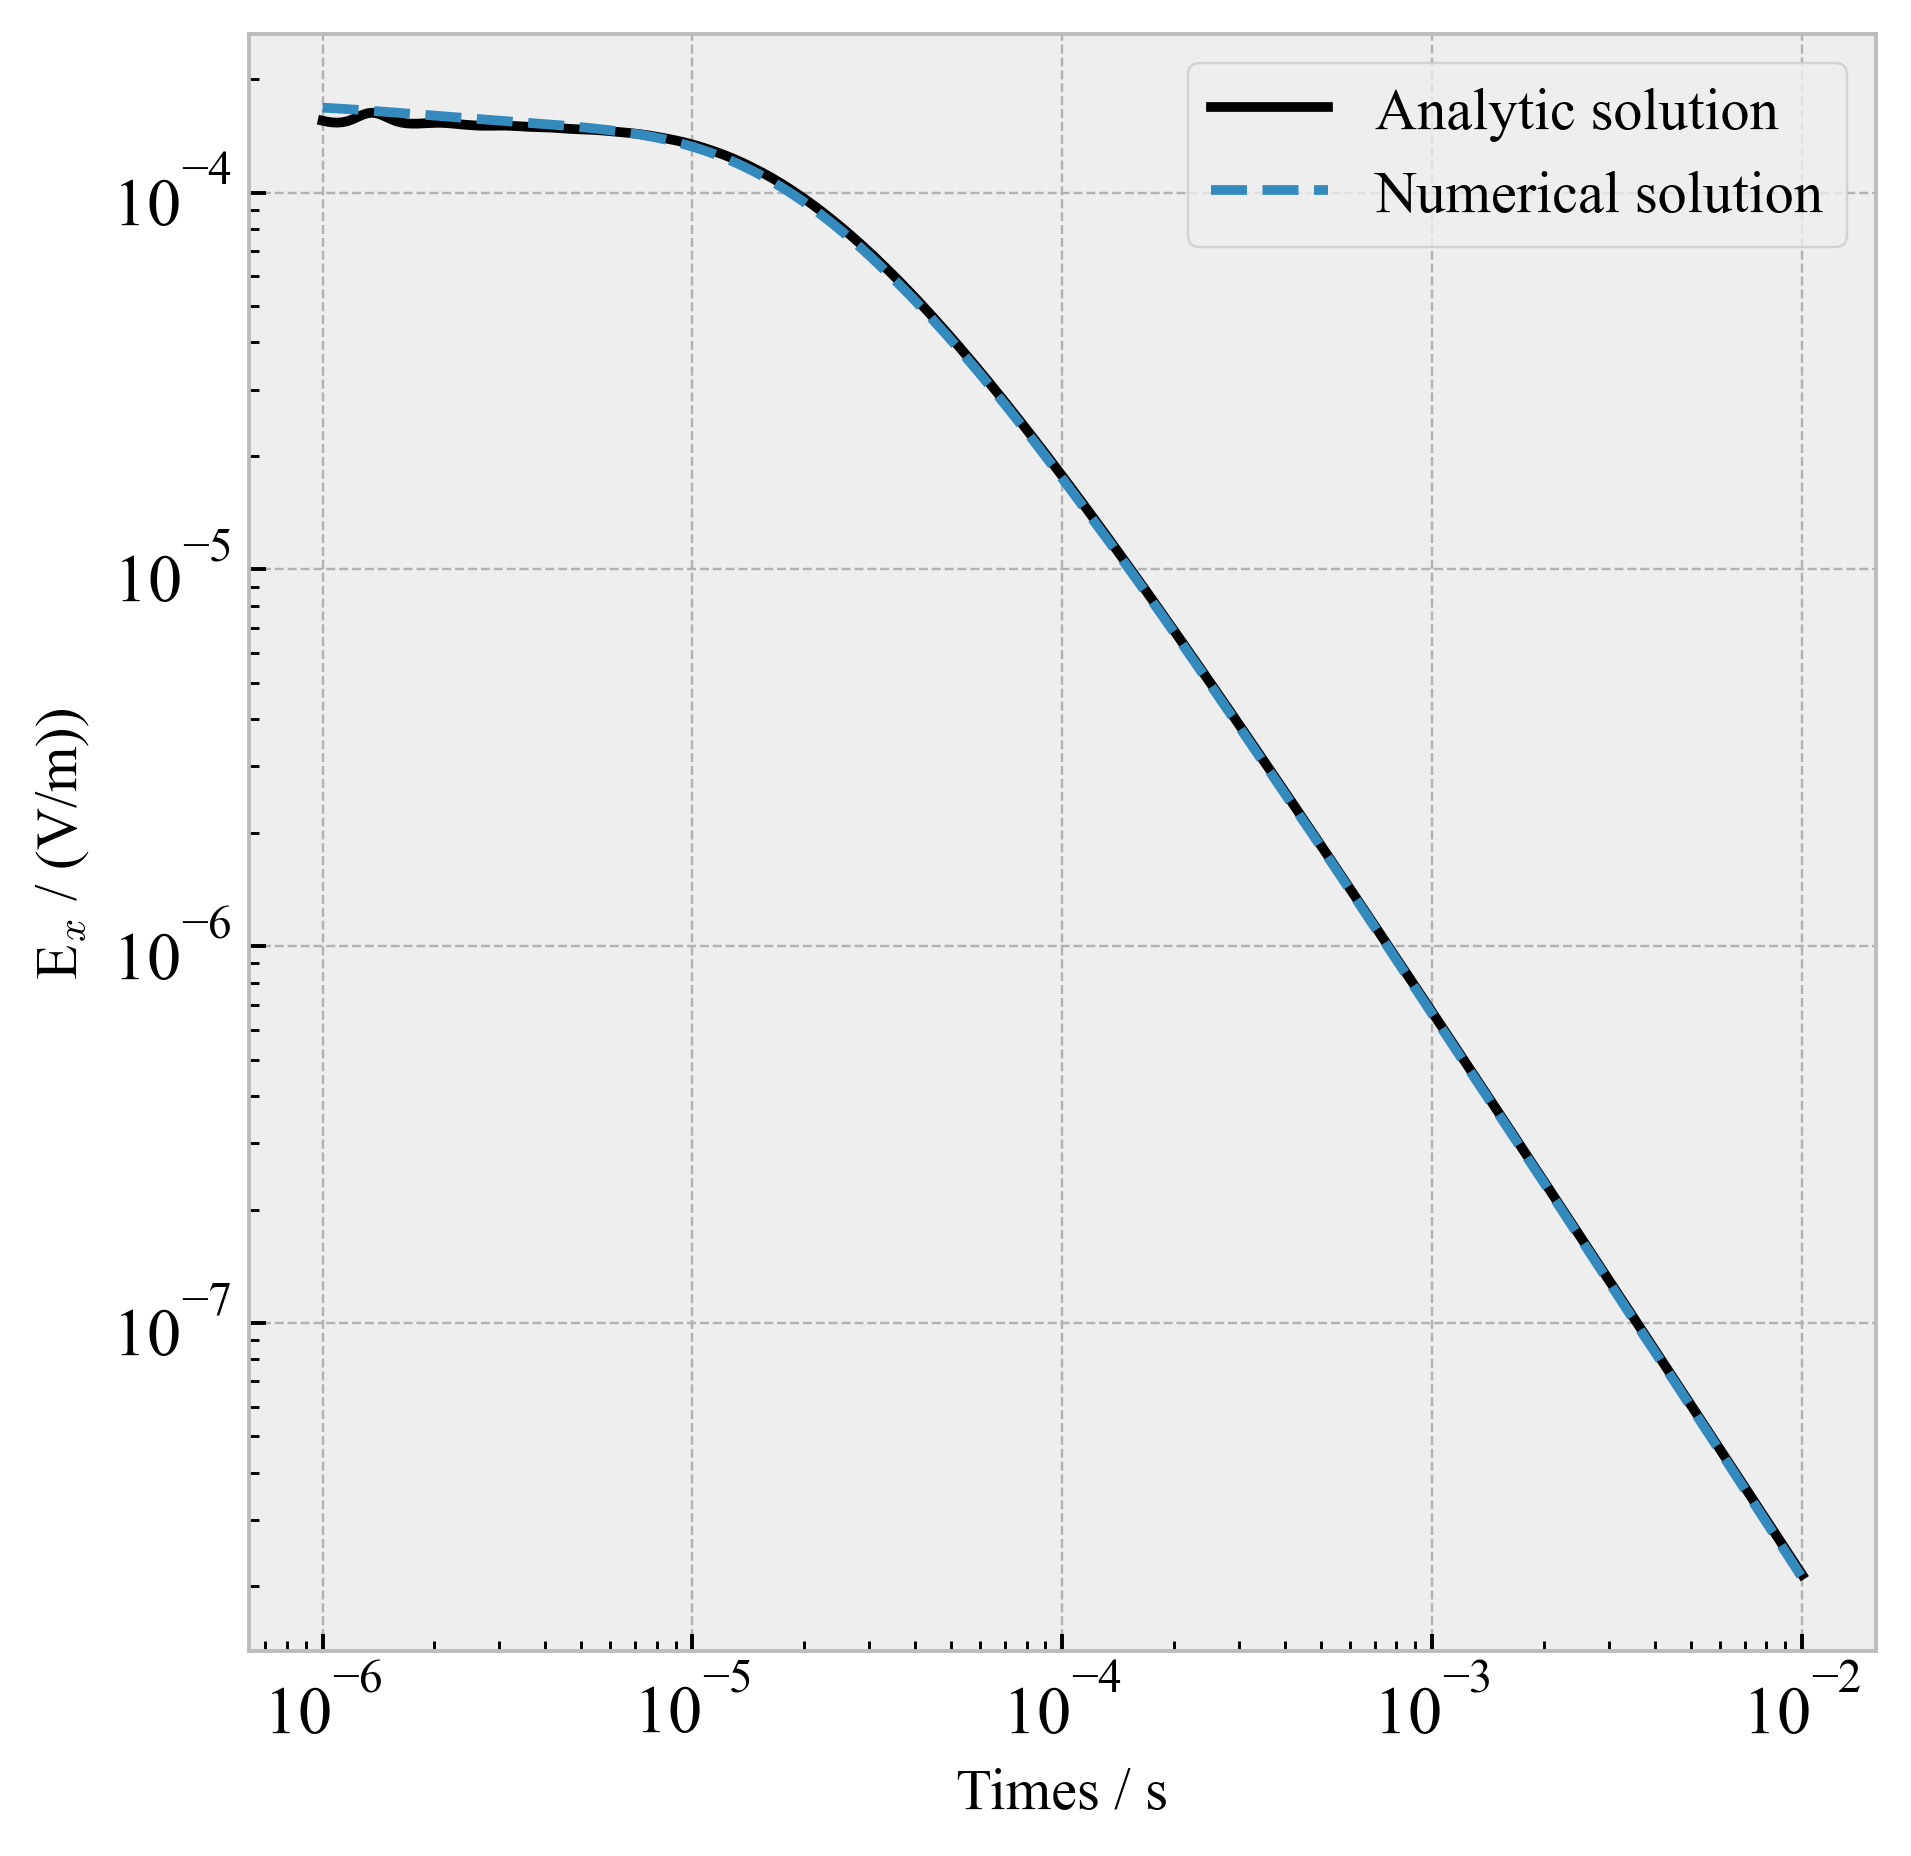 Analytic solution
Numerical solution
10⁻⁴
10⁻⁵
10⁻⁶
10⁻⁷
Eₓ / (V/m))
10⁻⁶ 10⁻⁵ 10⁻⁴ 10⁻³ 10⁻²
Times / s